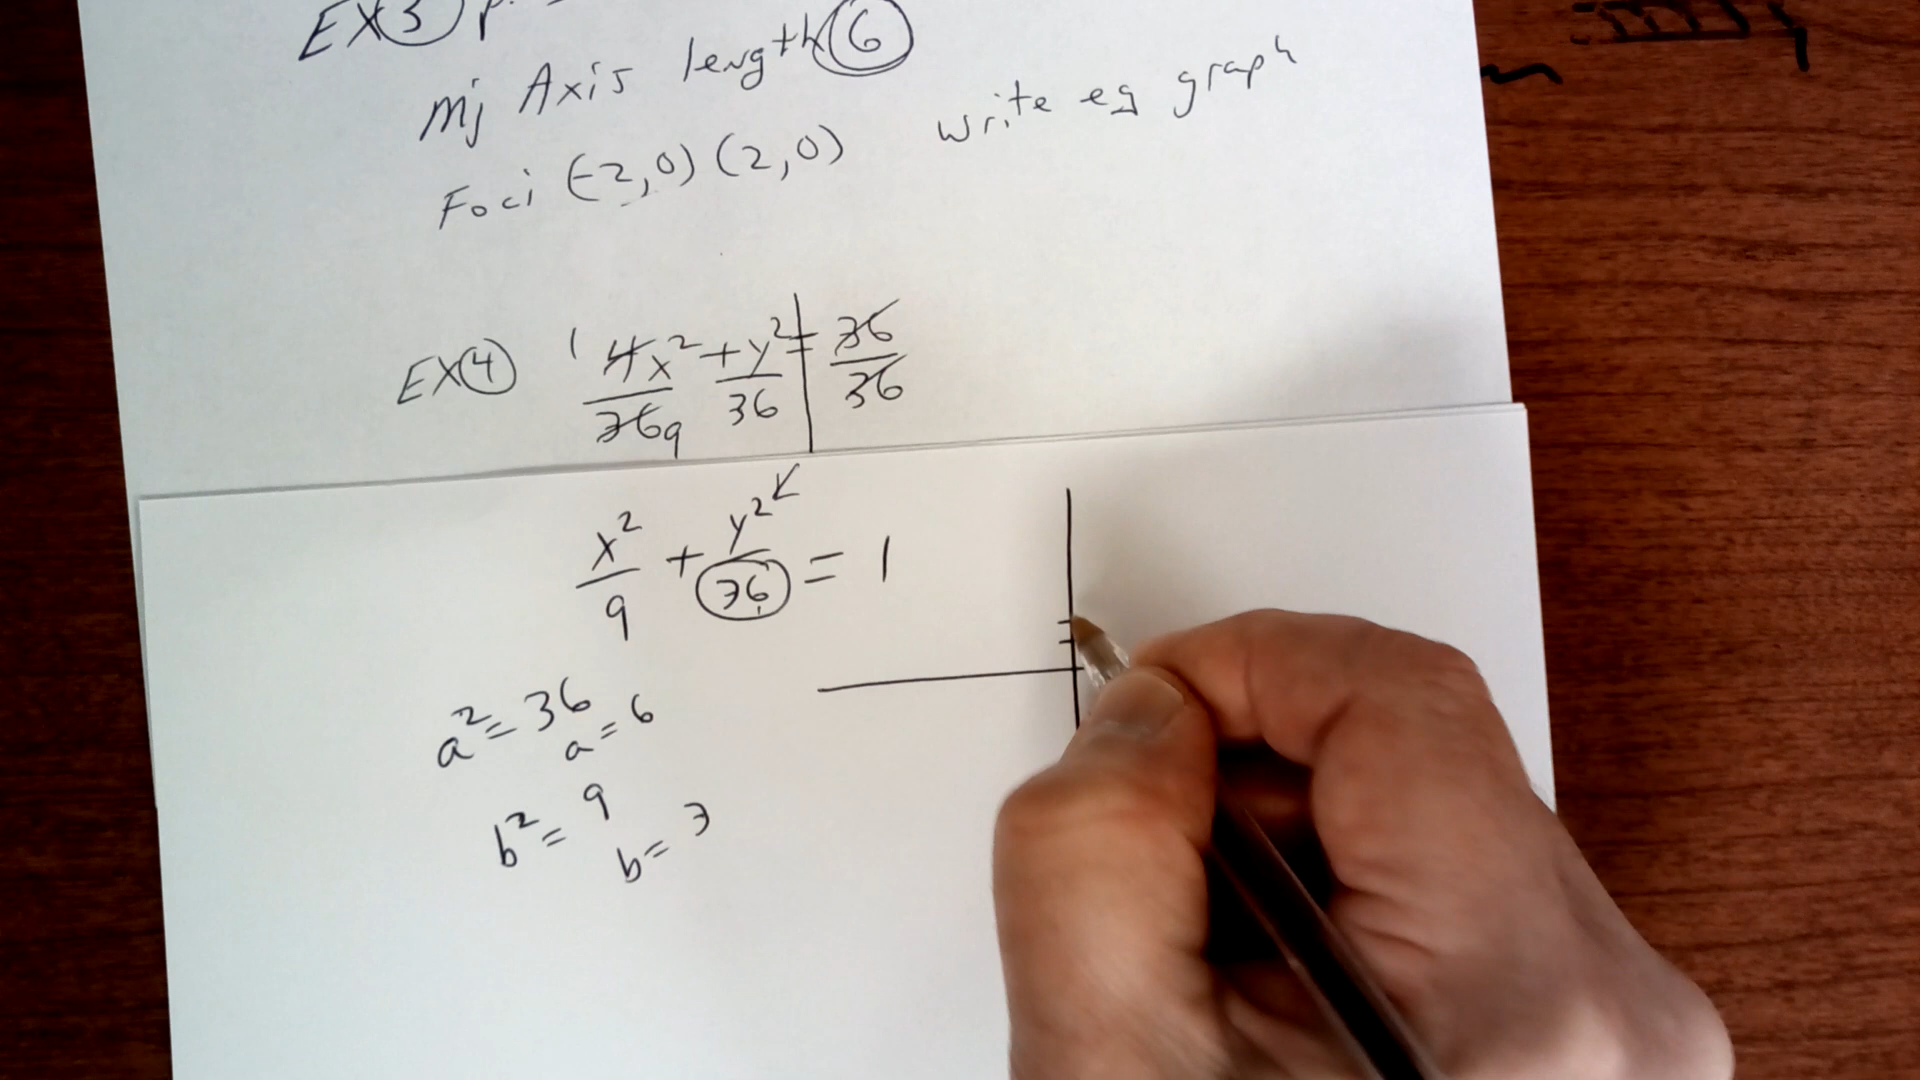 EX③
Mj Axis length ⑥
Foci (-2,0) (2,0) write eq graph
EX④ 1 4x²/36 9 + y²/36 = 36/36
x²/9 + y²/36 = 1
a² = 36
a = 6
b² = 9
b = 3